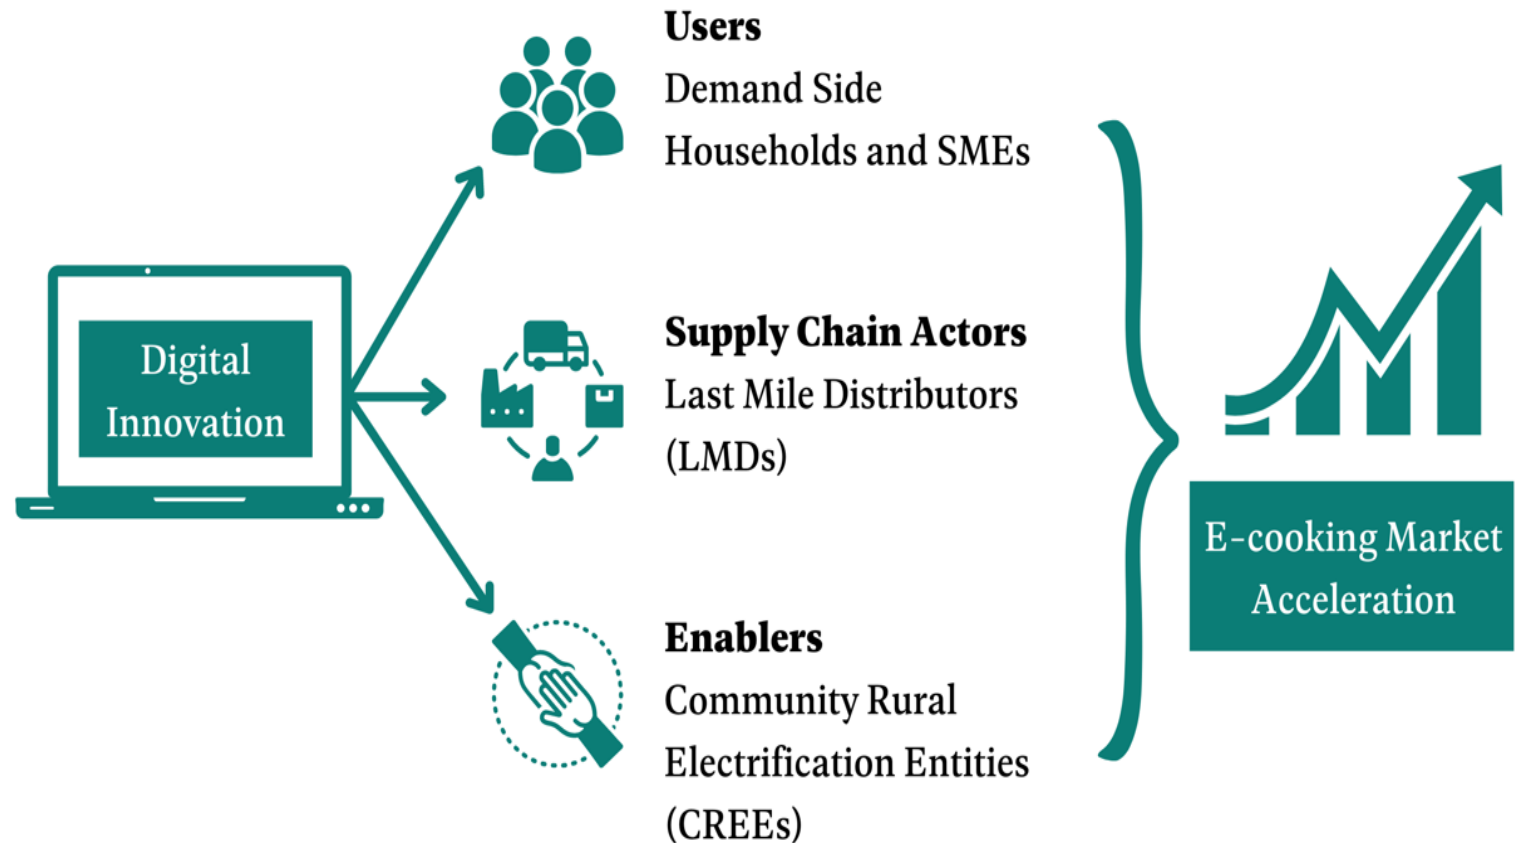 Digital
Innovation
Users
Demand Side
Households and SMEs
Supply Chain Actors
Last Mile Distributors
(LMDs)
Enablers
Community Rural
Electrification Entities
(CREEs)
E-cooking Market
Acceleration